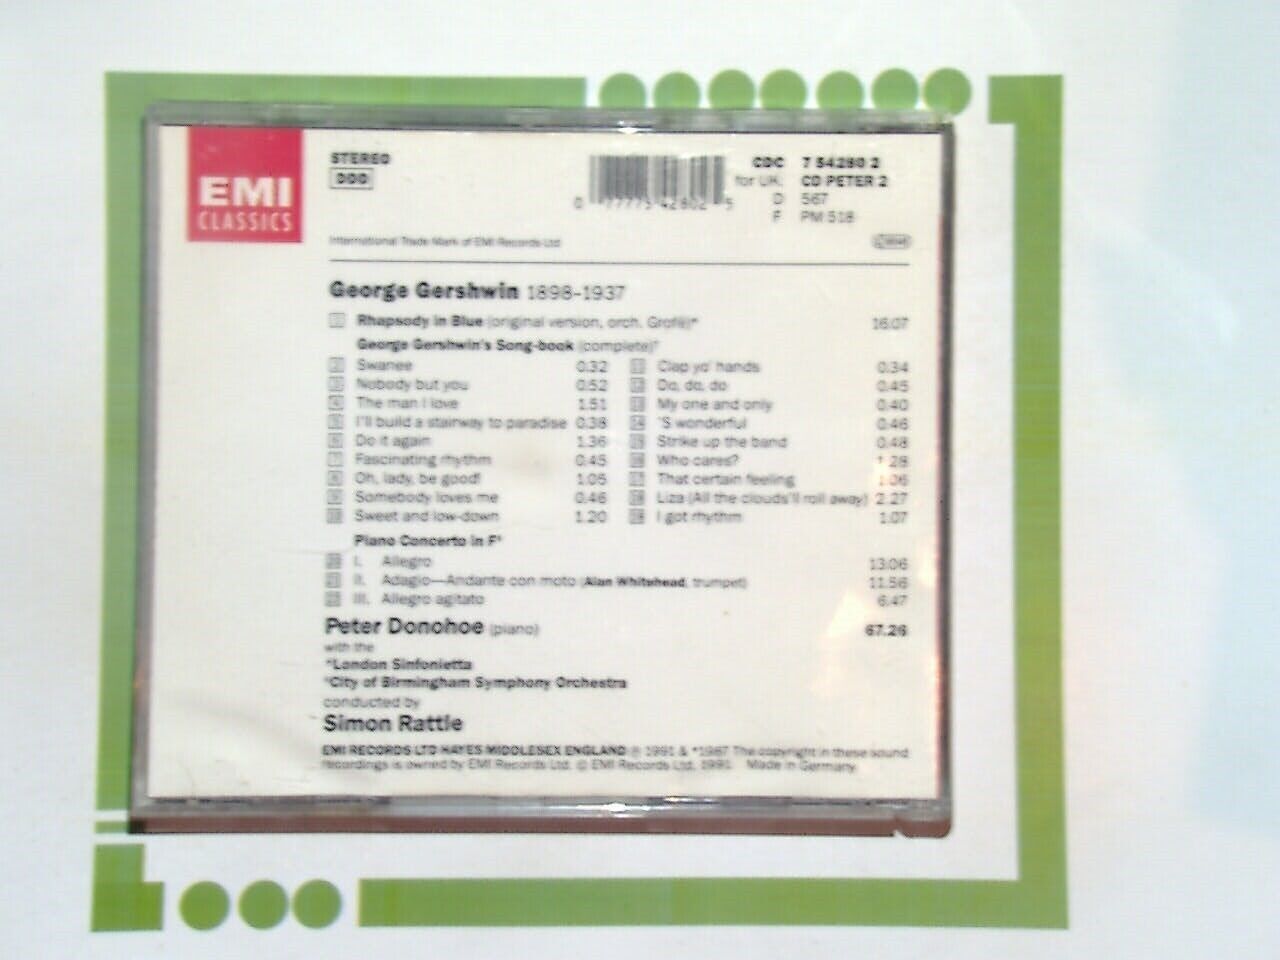 EMI
CLASSICS
STEREO
DDD
CDC 7 54280 2
for UK: CD PETER 2
D 567
F PM 518
0 77775 42802 5
International Trade Mark of EMI Records Ltd
George Gershwin 1898-1937
1 Rhapsody in Blue (original version, orch. Grofé)* 16.07
George Gershwin's Song-book (complete)†
2 Swanee 0.32
3 Nobody but you 0.52
4 The man I love 1.51
5 I'll build a stairway to paradise 0.38
6 Do it again 1.36
7 Fascinating rhythm 0.45
8 Oh, lady, be good! 1.05
9 Somebody loves me 0.46
10 Sweet and low-down 1.20
11 Clap yo' hands 0.34
12 Do, do, do 0.45
13 My one and only 0.40
14 'S wonderful 0.46
15 Strike up the band 0.48
16 Who cares? 1.28
17 That certain feeling 1.06
18 Liza (All the clouds'll roll away) 2.27
19 I got rhythm 1.07
Piano Concerto in F*
20 I. Allegro 13.06
21 II. Adagio—Andante con moto (Alan Whitehead, trumpet) 11.56
22 III. Allegro agitato 6.47
Peter Donohoe (piano) 67.26
with the
*London Sinfonietta
*City of Birmingham Symphony Orchestra
conducted by
Simon Rattle
EMI RECORDS LTD HAYES MIDDLESEX ENGLAND ℗ 1991 & *1987 The copyright in these sound
recordings is owned by EMI Records Ltd. © EMI Records Ltd, 1991 Made in Germany